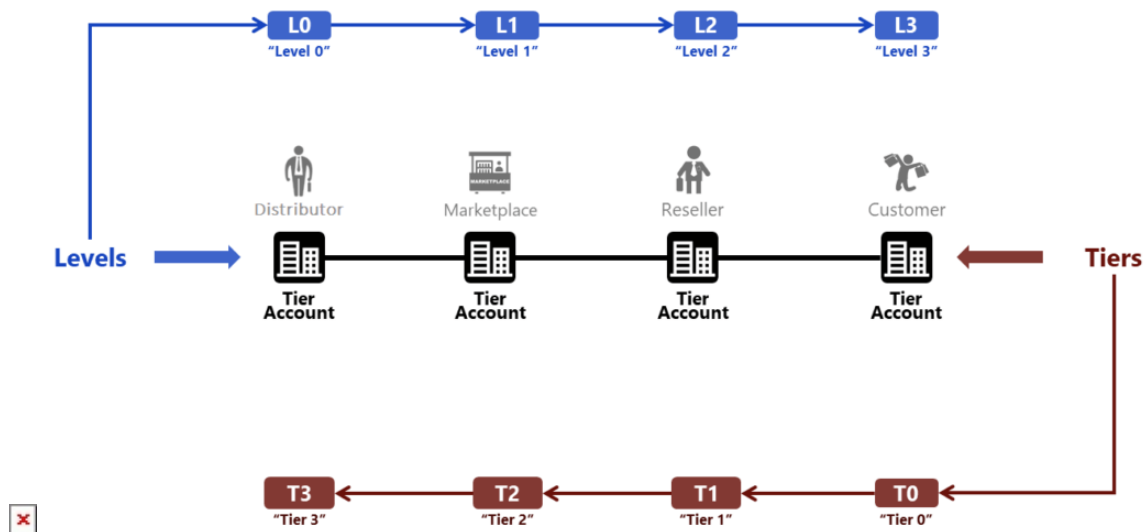 L0 L1 L2 L3
“Level 0” “Level 1” “Level 2” “Level 3”
MARKETPLACE
Distributor Marketplace Reseller Customer
Levels Tiers
Tier Tier Tier Tier
Account Account Account Account
T3 T2 T1 T0
“Tier 3” “Tier 2” “Tier 1” “Tier 0”